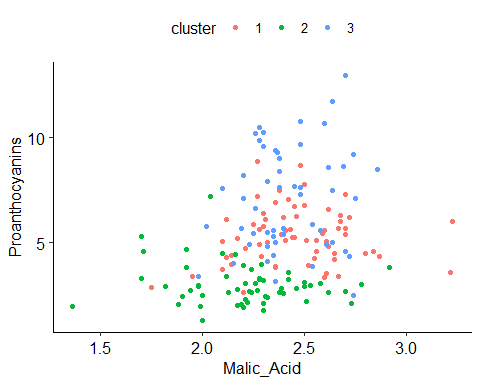 cluster 1 2 3
10
5
Proanthocyanins
1.5 2.0 2.5 3.0
Malic_Acid